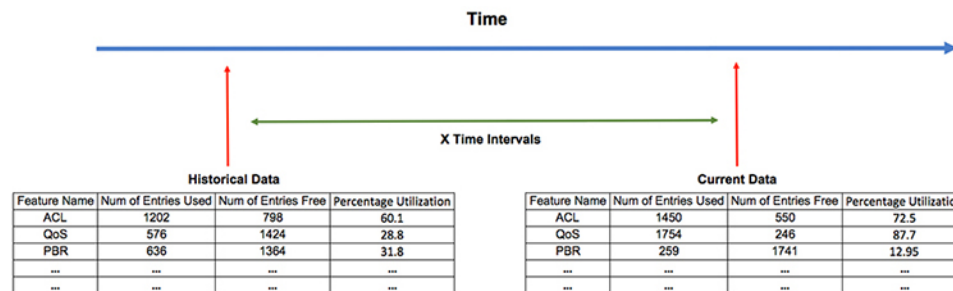 Time
X Time Intervals
Historical Data
Feature Name Num of Entries Used Num of Entries Free Percentage Utilization
ACL 1202 798 60.1
QoS 576 1424 28.8
PBR 636 1364 31.8
... ... ... ...
... ... ... ...
Current Data
Feature Name Num of Entries Used Num of Entries Free Percentage Utilization
ACL 1450 550 72.5
QoS 1754 246 87.7
PBR 259 1741 12.95
... ... ... ...
... ... ... ...